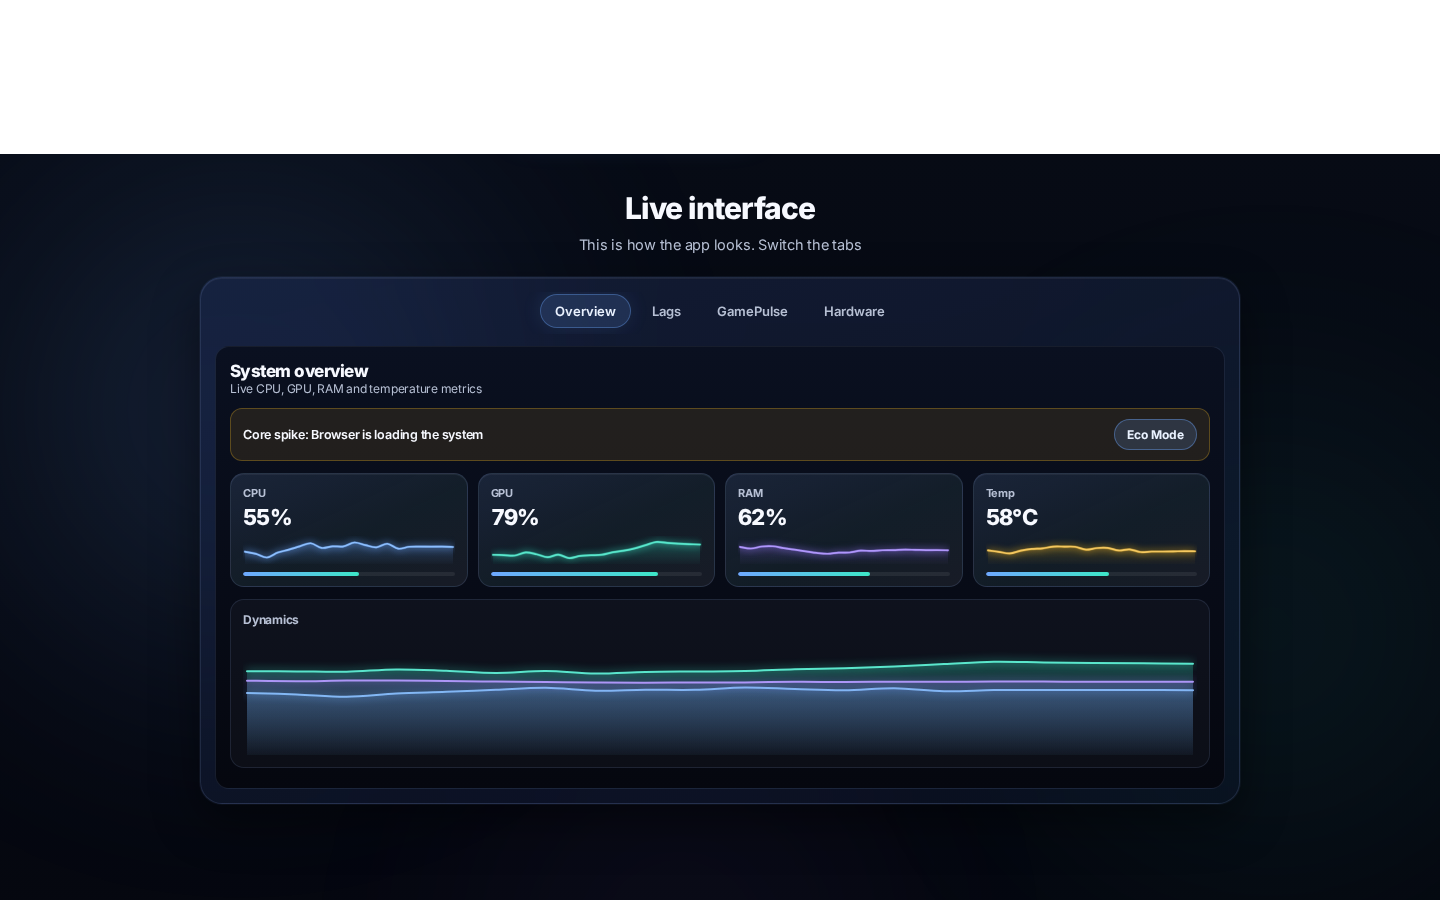 Live interface
This is how the app looks. Switch the tabs
Overview Lags GamePulse Hardware
System overview
Live CPU, GPU, RAM and temperature metrics
Core spike: Browser is loading the system Eco Mode
CPU GPU RAM Temp
55% 79% 62% 58°C
Dynamics